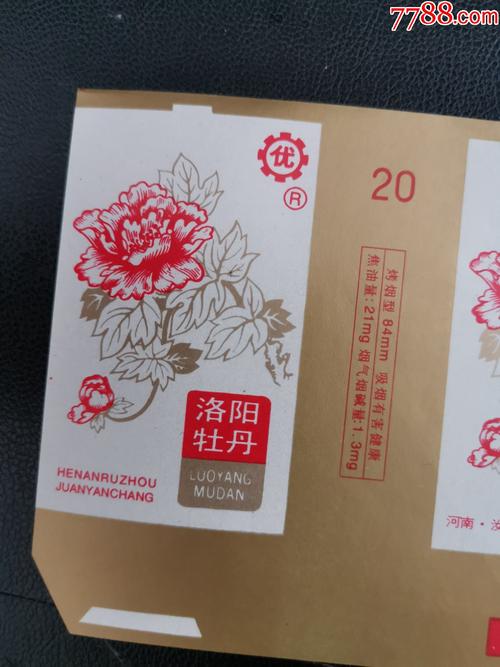 7788.com
优
®
20
烤烟型 84mm 吸烟有害健康
焦油量:21mg 烟气烟碱量:1.3mg
洛阳
牡丹
LUOYANG
MUDAN
HENANRUZHOU
JUANYANCHANG
河南·汝